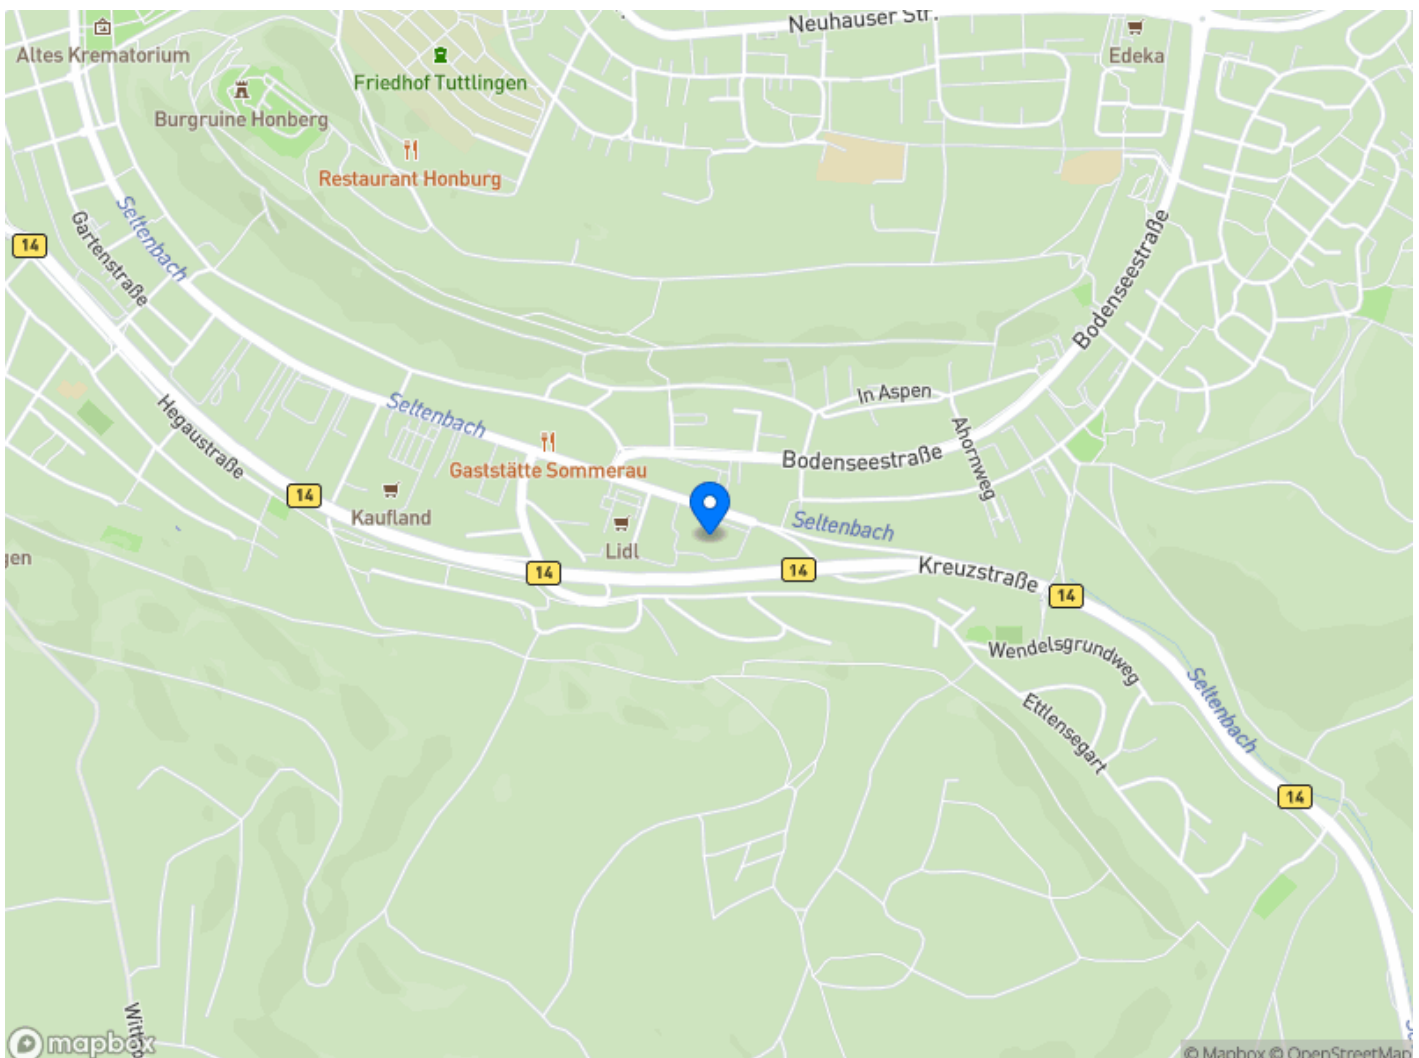 Neuhauser Str.
Altes Krematorium
Edeka
Friedhof Tuttlingen
Burgruine Honberg
Restaurant Honburg
Seltenbach
Gartenstraße
14
Bodenseestraße
In Aspen
Seltenbach
Hegaustraße
Ahornweg
Gaststätte Sommerau
Bodenseestraße
14
Kaufland
Lidl
Seltenbach
gen
14
14
Kreuzstraße
14
Wendelsgrundweg
Seltenbach
Ettlensegart
14
mapbox
© Mapbox © OpenStreetMap